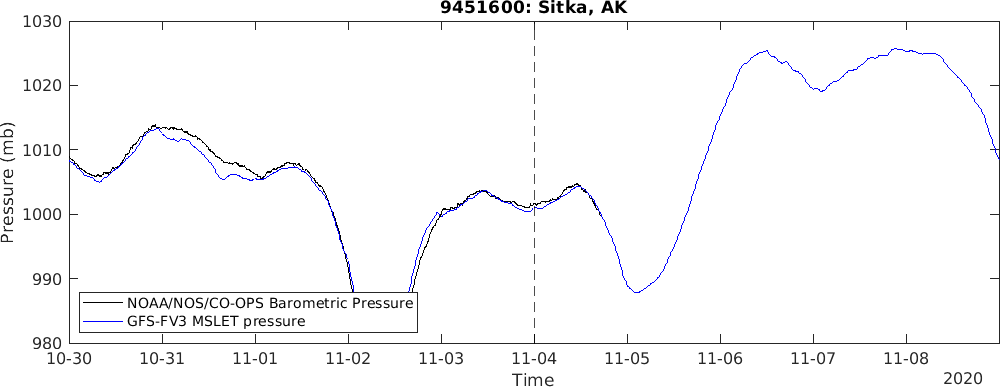 9451600: Sitka, AK
1030
1020
1010
1000
990
980
Pressure (mb)
NOAA/NOS/CO-OPS Barometric Pressure
GFS-FV3 MSLET pressure
10-30 10-31 11-01 11-02 11-03 11-04 11-05 11-06 11-07 11-08
Time
2020